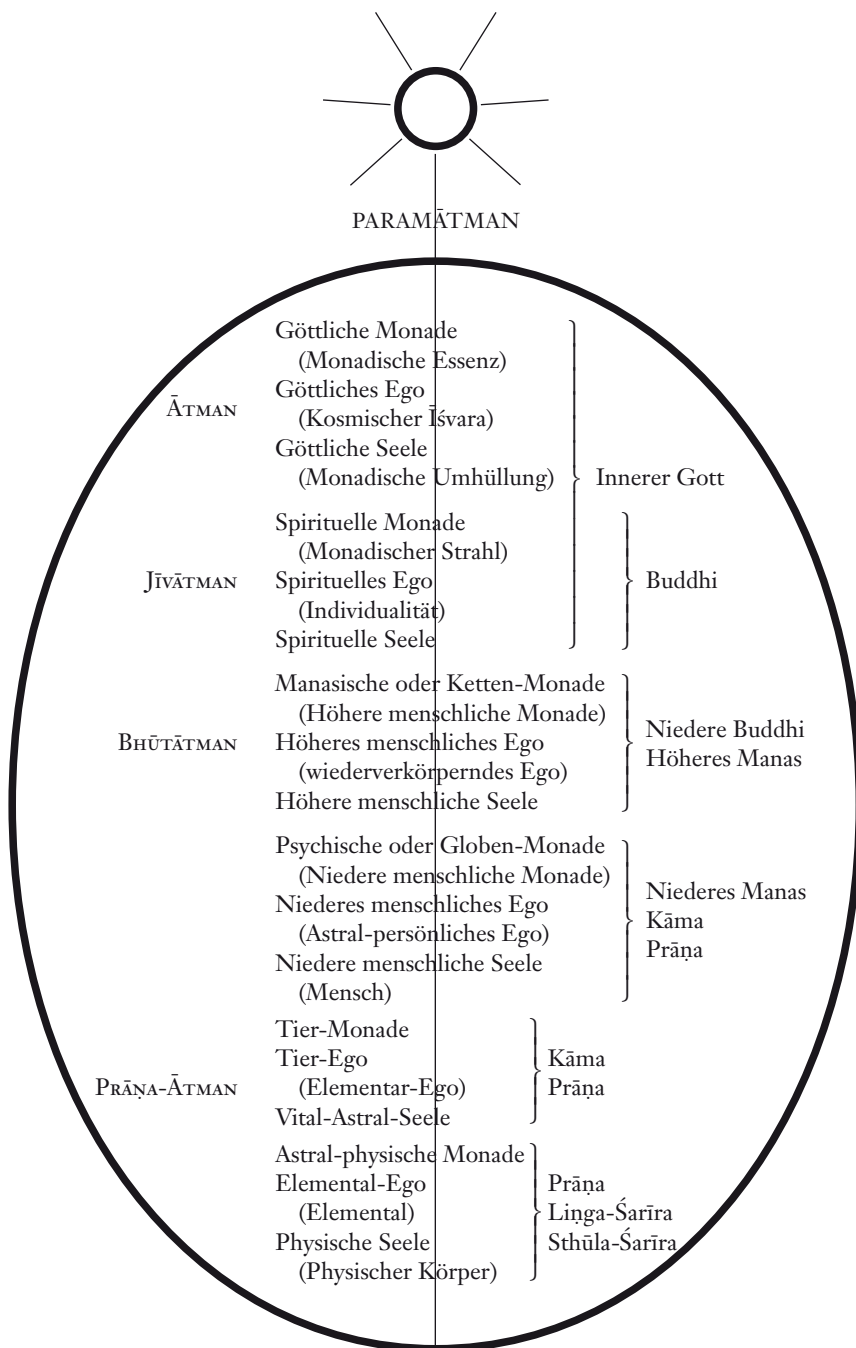 PARAMĀTMAN
Göttliche Monade
(Monadische Essenz)
Göttliches Ego
ĀTMAN
(Kosmischer Īśvara)
Göttliche Seele
(Monadische Umhüllung)
Innerer Gott
Spirituelle Monade
(Monadischer Strahl)
JĪVĀTMAN
Spirituelles Ego
Buddhi
(Individualität)
Spirituelle Seele
Manasische oder Ketten-Monade
(Höhere menschliche Monade)
Niedere Buddhi
BHŪTĀTMAN
Höheres menschliches Ego
Höheres Manas
(wiederverkörperndes Ego)
Höhere menschliche Seele
Psychische oder Globen-Monade
(Niedere menschliche Monade)
Niederes Manas
Niederes menschliches Ego
Kāma
(Astral-persönliches Ego)
Prāṇa
Niedere menschliche Seele
(Mensch)
Tier-Monade
Tier-Ego
Kāma
PRĀṆA-ĀTMAN
(Elementar-Ego)
Prāṇa
Vital-Astral-Seele
Astral-physische Monade
Elemental-Ego
Prāṇa
(Elemental)
Liṇga-Śarīra
Physische Seele
Sthūla-Śarīra
(Physischer Körper)